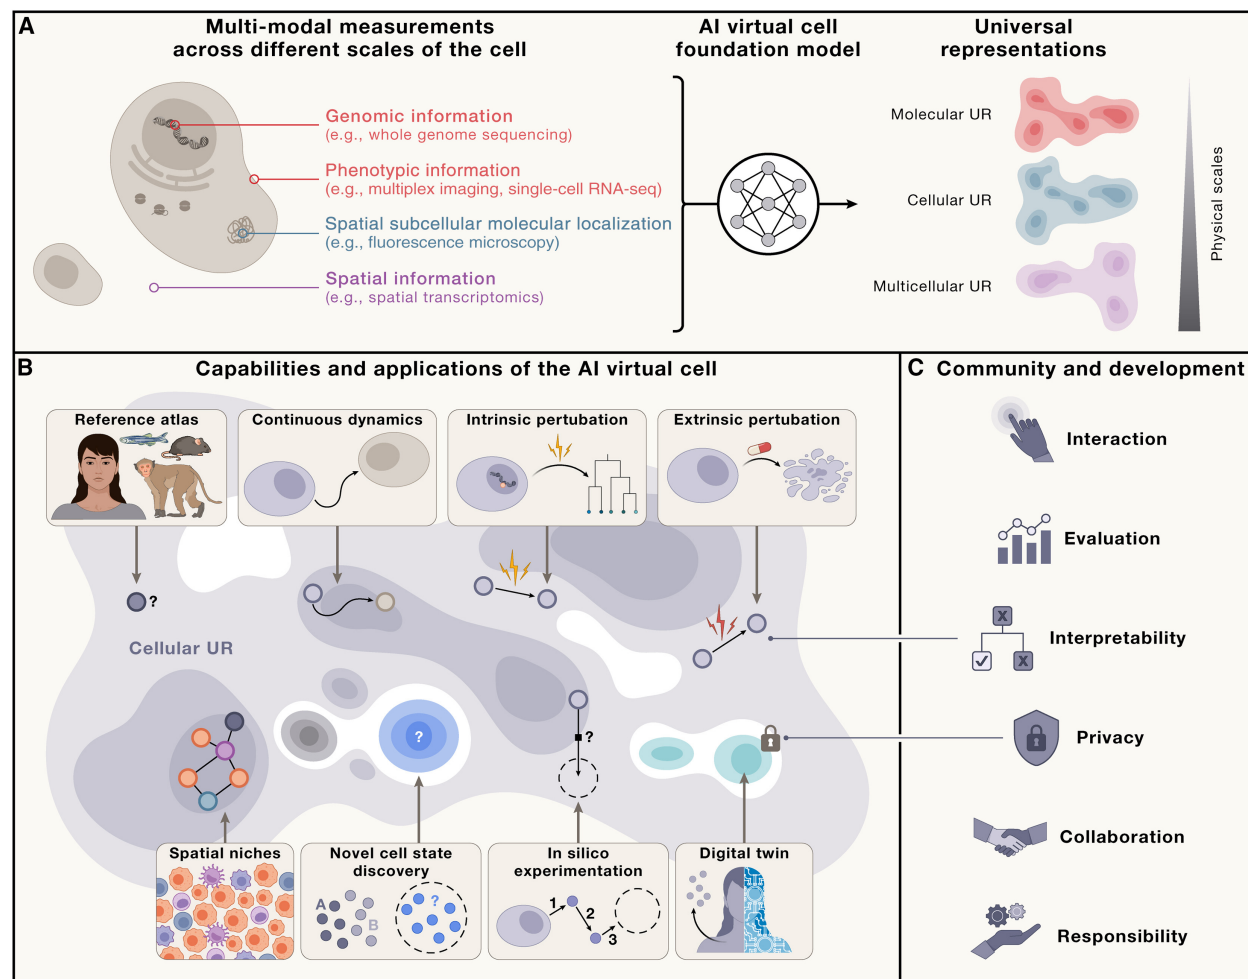 A
Multi-modal measurements
across different scales of the cell
AI virtual cell
foundation model
Universal
representations
Genomic information
(e.g., whole genome sequencing)
Phenotypic information
(e.g., multiplex imaging, single-cell RNA-seq)
Spatial subcellular molecular localization
(e.g., fluorescence microscopy)
Spatial information
(e.g., spatial transcriptomics)
Molecular UR
Cellular UR
Multicellular UR
Physical scales
B
Capabilities and applications of the AI virtual cell
Reference atlas
Continuous dynamics
Intrinsic pertubation
Extrinsic pertubation
?
Cellular UR
?
?
Spatial niches
Novel cell state
discovery
A
B
?
In silico
experimentation
1
2
3
Digital twin
C
Community and development
Interaction
Evaluation
X
X
Interpretability
Privacy
Collaboration
Responsibility